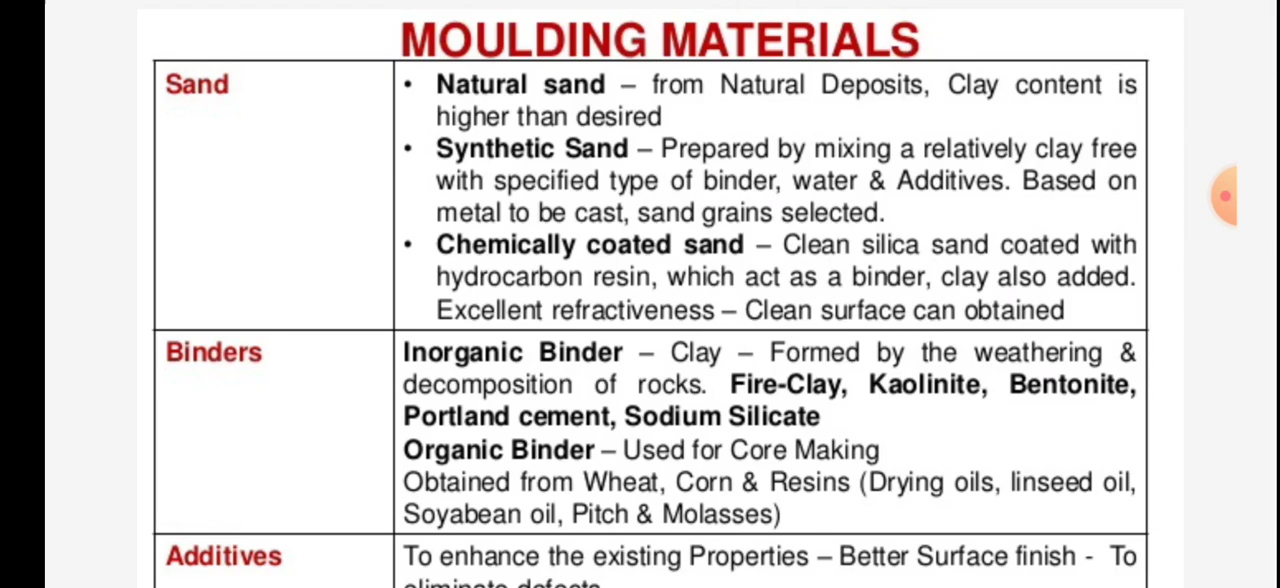 MOULDING MATERIALS
Sand
• Natural sand – from Natural Deposits, Clay content is
higher than desired
• Synthetic Sand – Prepared by mixing a relatively clay free
with specified type of binder, water & Additives. Based on
metal to be cast, sand grains selected.
• Chemically coated sand – Clean silica sand coated with
hydrocarbon resin, which act as a binder, clay also added.
Excellent refractiveness – Clean surface can obtained
Binders
Inorganic Binder – Clay – Formed by the weathering &
decomposition of rocks. Fire-Clay, Kaolinite, Bentonite,
Portland cement, Sodium Silicate
Organic Binder – Used for Core Making
Obtained from Wheat, Corn & Resins (Drying oils, linseed oil,
Soyabean oil, Pitch & Molasses)
Additives
To enhance the existing Properties – Better Surface finish - To
eliminate defects